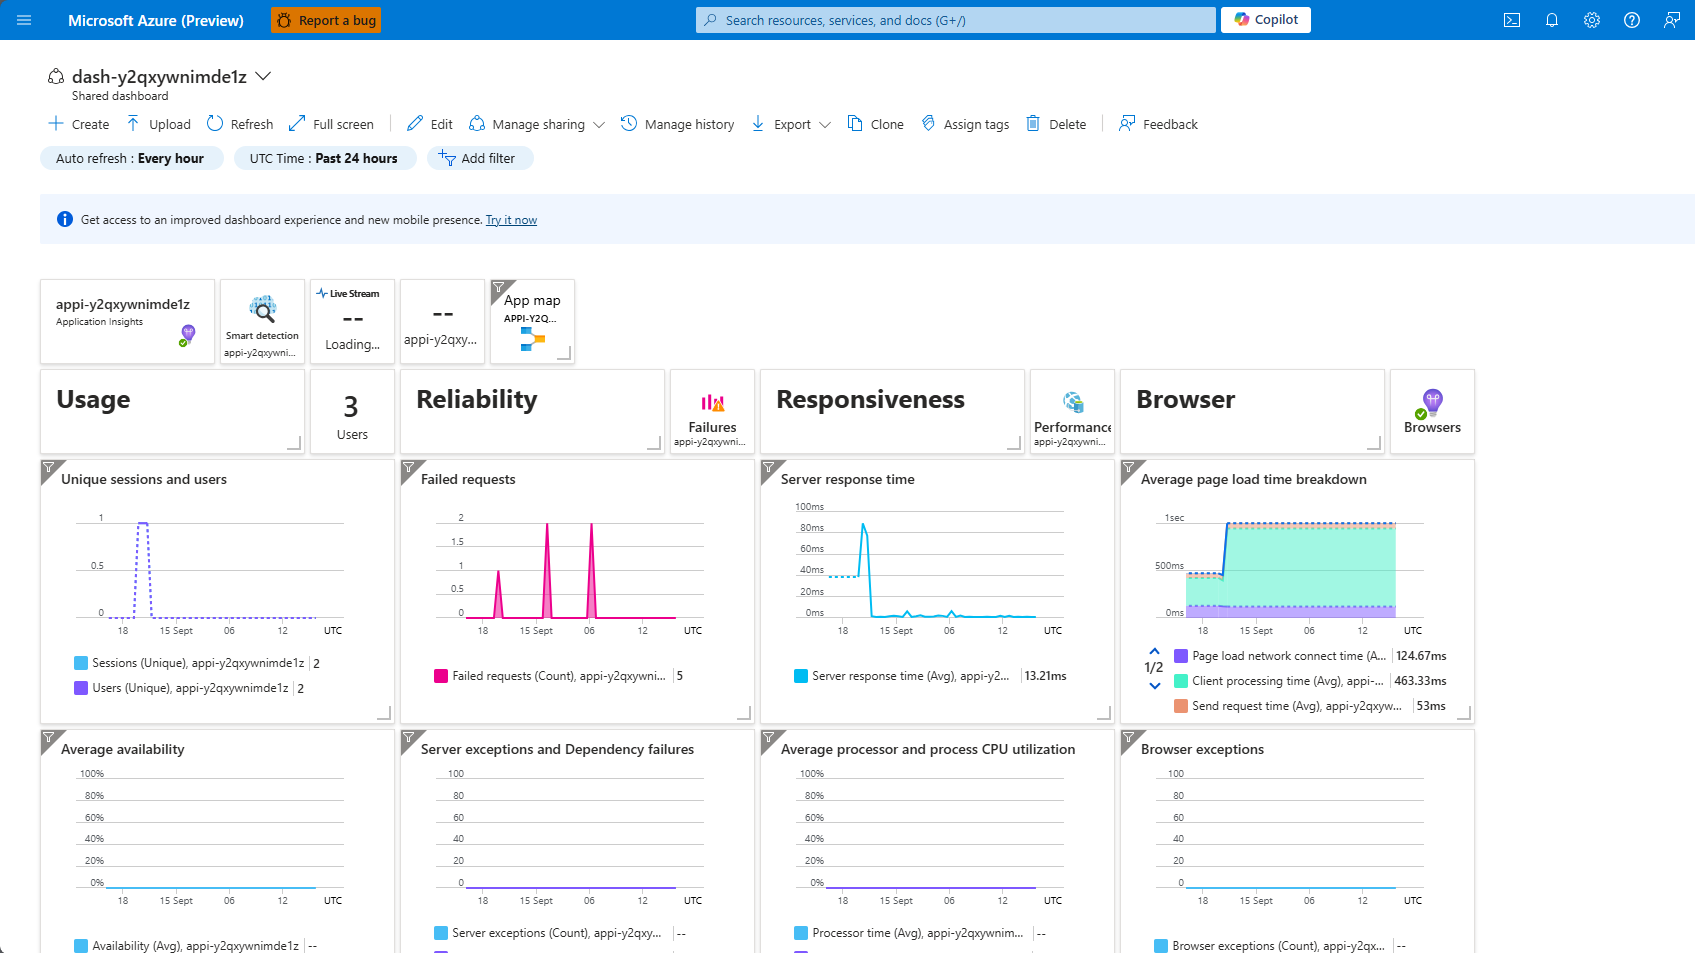 Microsoft Azure (Preview)
Report a bug
Search resources, services, and docs (G+/)
Copilot
dash-y2qxywnimde1z
Shared dashboard
Create Upload Refresh Full screen Edit Manage sharing Manage history Export Clone Assign tags Delete Feedback
Auto refresh : Every hour
UTC Time : Past 24 hours
Add filter
Get access to an improved dashboard experience and new mobile presence. Try it now
appi-y2qxywnimde1z
Application Insights
Smart detection
appi-y2qxywni...
Live Stream
--
Loading...
--
appi-y2qxy...
App map
APPI-Y2Q...
Usage
3
Users
Reliability
Failures
appi-y2qxywni...
Responsiveness
Performance
appi-y2qxywni...
Browser
Browsers
Unique sessions and users
1
0.5
0
18 15 Sept 06 12 UTC
Sessions (Unique), appi-y2qxywnimde1z 2
Users (Unique), appi-y2qxywnimde1z 2
Failed requests
2
1.5
1
0.5
0
18 15 Sept 06 12 UTC
Failed requests (Count), appi-y2qxywni... 5
Server response time
100ms
80ms
60ms
40ms
20ms
0ms
18 15 Sept 06 12 UTC
Server response time (Avg), appi-y2... 13.21ms
Average page load time breakdown
1sec
500ms
0ms
18 15 Sept 06 12 UTC
1/2
Page load network connect time (A... 124.67ms
Client processing time (Avg), appi-... 463.33ms
Send request time (Avg), appi-y2qxyw... 53ms
Average availability
100%
80%
60%
40%
20%
0%
18 15 Sept 06 12 UTC
Availability (Avg), appi-y2qxywnimde1z --
Server exceptions and Dependency failures
100
80
60
40
20
0
18 15 Sept 06 12 UTC
Server exceptions (Count), appi-y2qxy... --
Average processor and process CPU utilization
100%
80%
60%
40%
20%
0%
18 15 Sept 06 12 UTC
Processor time (Avg), appi-y2qxywnim... --
Browser exceptions
100
80
60
40
20
0
18 15 Sept 06 12 UTC
Browser exceptions (Count), appi-y2qx... --